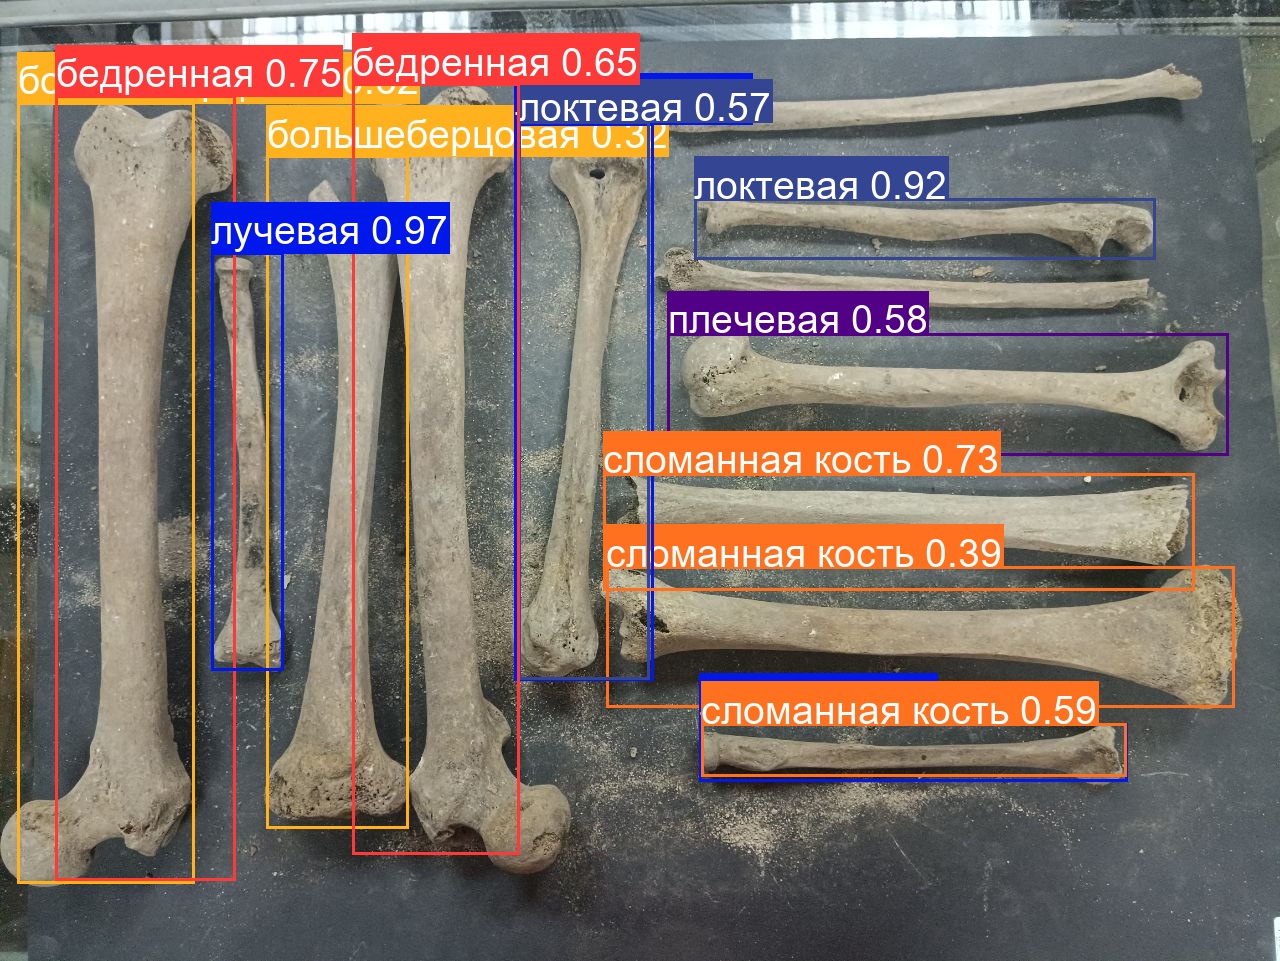 бедренная 0.75
бедренная 0.65
локтевая 0.57
большеберцовая 0.32
локтевая 0.92
лучевая 0.97
плечевая 0.58
сломанная кость 0.73
сломанная кость 0.39
сломанная кость 0.59